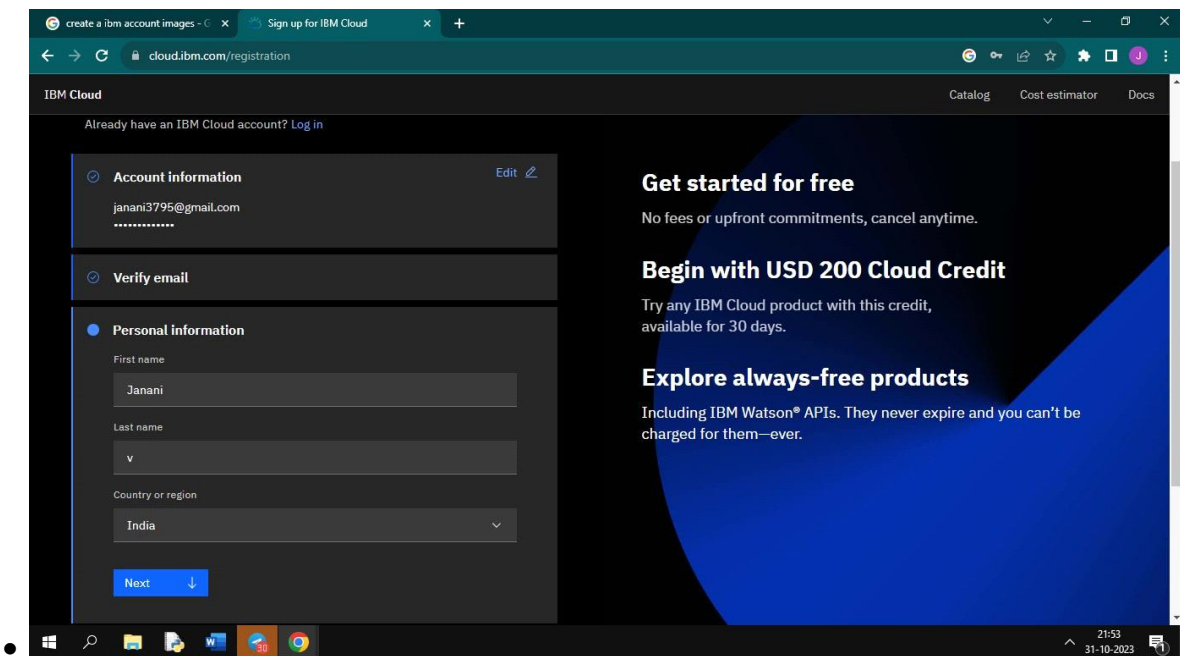 create a ibm account images - G
Sign up for IBM Cloud
cloud.ibm.com/registration
J
IBM Cloud
Catalog Cost estimator Docs
Already have an IBM Cloud account? Log in
Account information
Edit
janani3795@gmail.com
•••••••••••••
Verify email
Personal information
First name
Janani
Last name
v
Country or region
India
Next
Get started for free
No fees or upfront commitments, cancel anytime.
Begin with USD 200 Cloud Credit
Try any IBM Cloud product with this credit,
available for 30 days.
Explore always-free products
Including IBM Watson® APIs. They never expire and you can't be
charged for them—ever.
30
21:53
31-10-2023